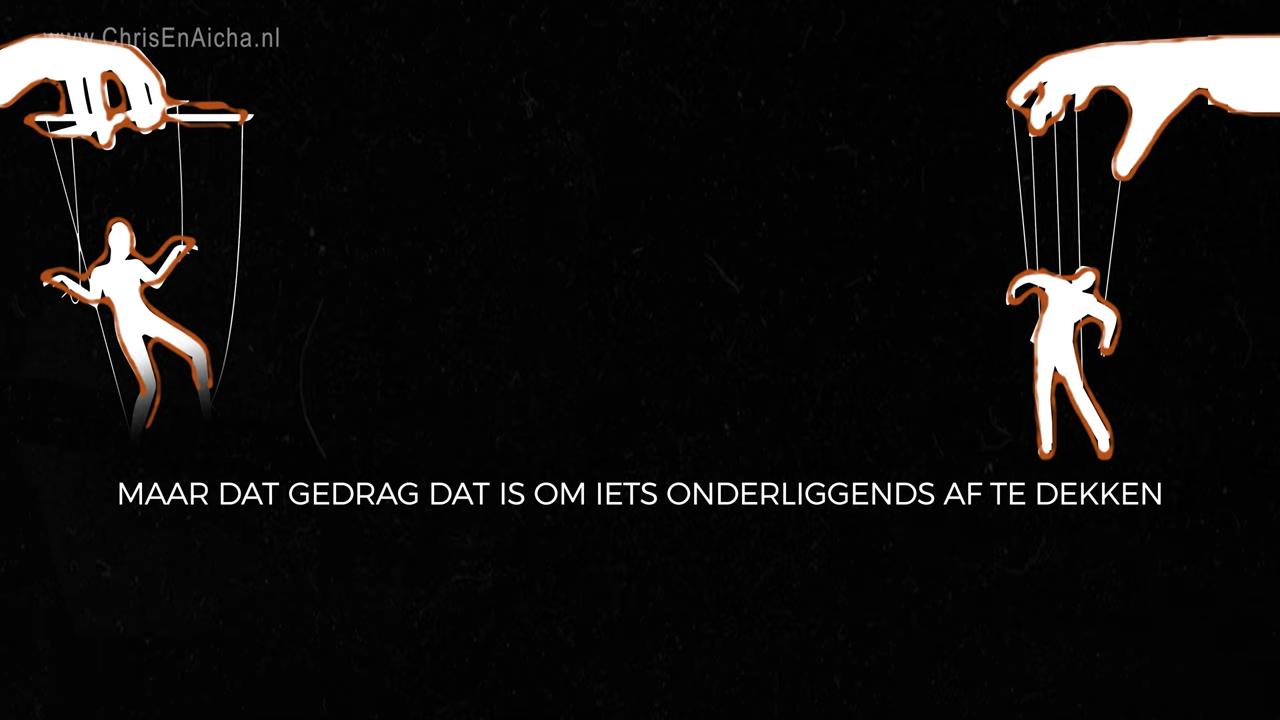 www.ChrisEnAicha.nl
MAAR DAT GEDRAG DAT IS OM IETS ONDERLIGGENDS AF TE DEKKEN